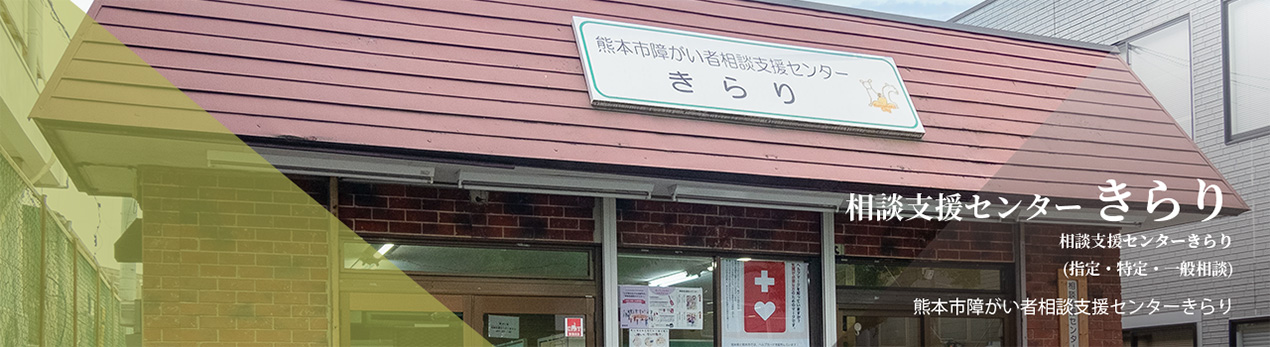 熊本市障がい者相談支援センター
きらり
相談支援センター きらり
相談支援センターきらり
(指定・特定・一般相談)
熊本市障がい者相談支援センターきらり